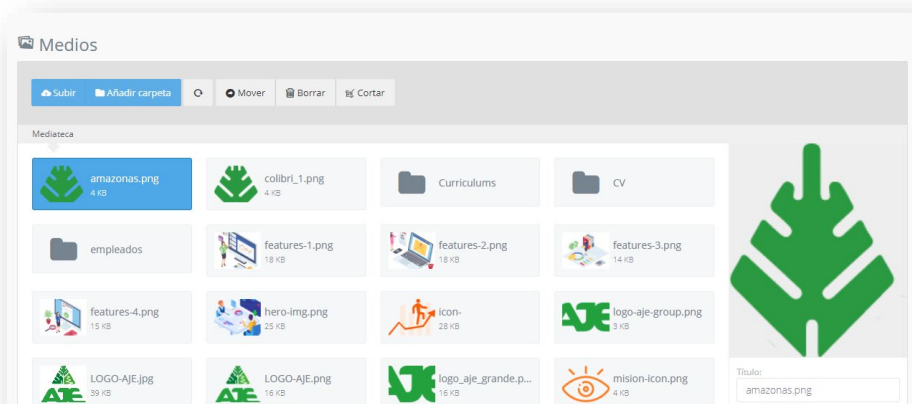 Medios
Subir Añadir carpeta Mover Borrar Cortar
Mediateca
amazonas.png
4 KB
colibri_1.png
4 KB
Curriculums
CV
empleados
features-1.png
18 KB
features-2.png
18 KB
features-3.png
14 KB
features-4.png
15 KB
hero-img.png
25 KB
icon-
28 KB
AJE
logo-aje-group.png
3 KB
AJE
LOGO-AJE.jpg
39 KB
AJE
LOGO-AJE.png
16 KB
logo_aje_grande.p...
16 KB
mision-icon.png
4 KB
Título:
amazonas.png